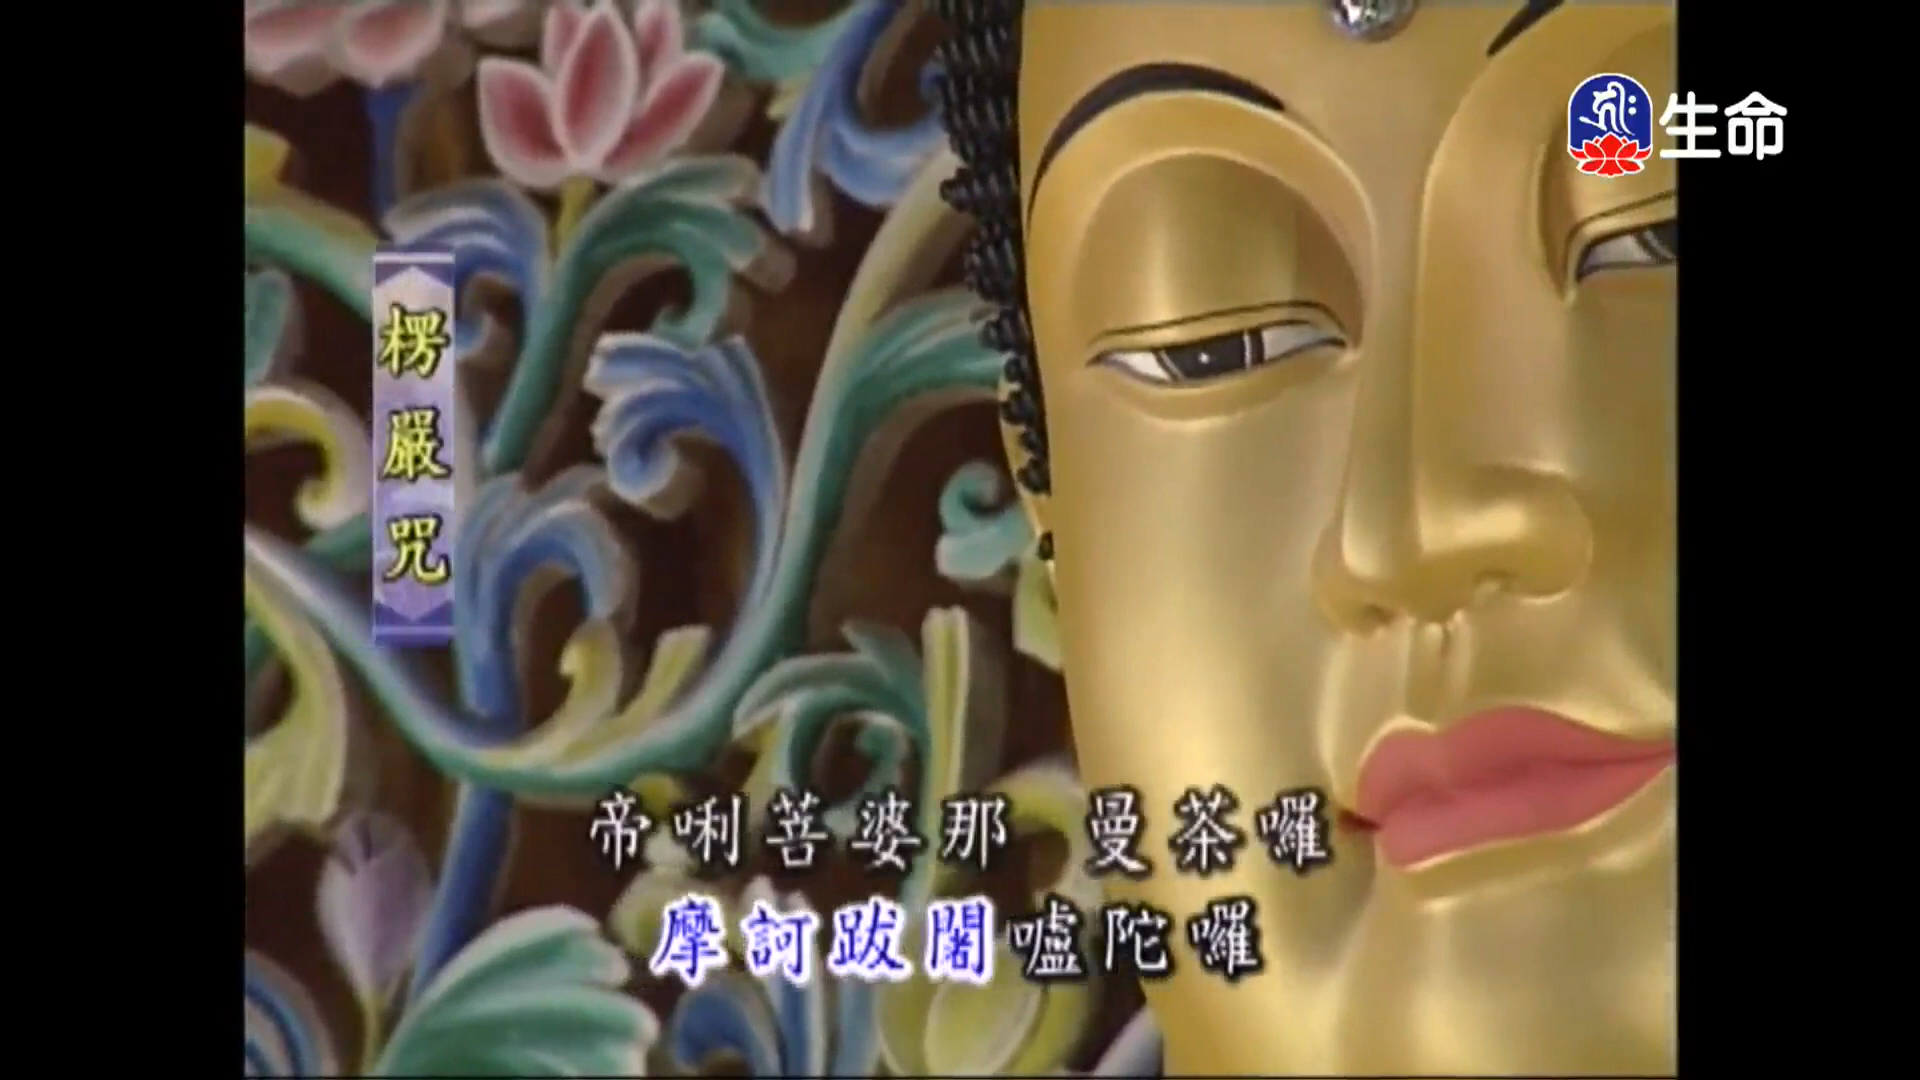 生命
楞嚴咒
帝唎菩婆那 曼茶囉
摩訶跋闍嚧陀囉